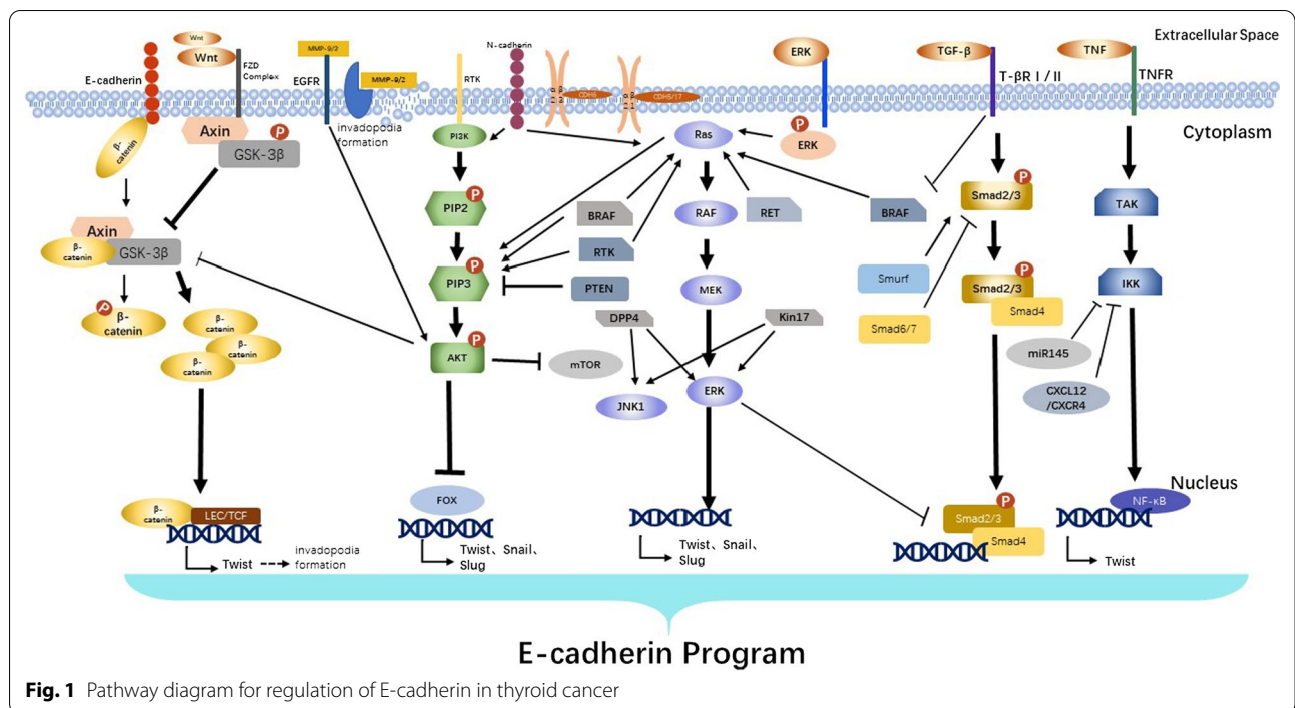 Extracellular Space
Wnt
Wnt
FZD
Complex
E-cadherin
MMP-9/2
EGFR
MMP-9/2
RTK
N-cadherin
CDH6
CDH6/17
ERK
TGF-β
T-βR Ⅰ / Ⅱ
TNF
TNFR
Cytoplasm
β-
catenin
Axin
P
GSK-3β
invadopodia
formation
PI3K
Ras
P
ERK
Axin
β-
catenin
GSK-3β
P
PIP2
BRAF
RAF
RET
BRAF
P
Smad2/3
TAK
RTK
P
PIP3
PTEN
MEK
Smurf
P
Smad2/3
Smad4
IKK
P
β-
catenin
β-
catenin
β-
catenin
β-
catenin
DPP4
Kin17
Smad6/7
P
AKT
mTOR
miR145
JNK1
ERK
CXCL12
/CXCR4
Nucleus
β-
catenin
LEC/TCF
FOX
P
Smad2/3
Smad4
NF-κB
Twist
invadopodia
formation
Twist、Snail、
Slug
Twist、Snail、
Slug
Twist
E-cadherin Program
Fig. 1 Pathway diagram for regulation of E-cadherin in thyroid cancer